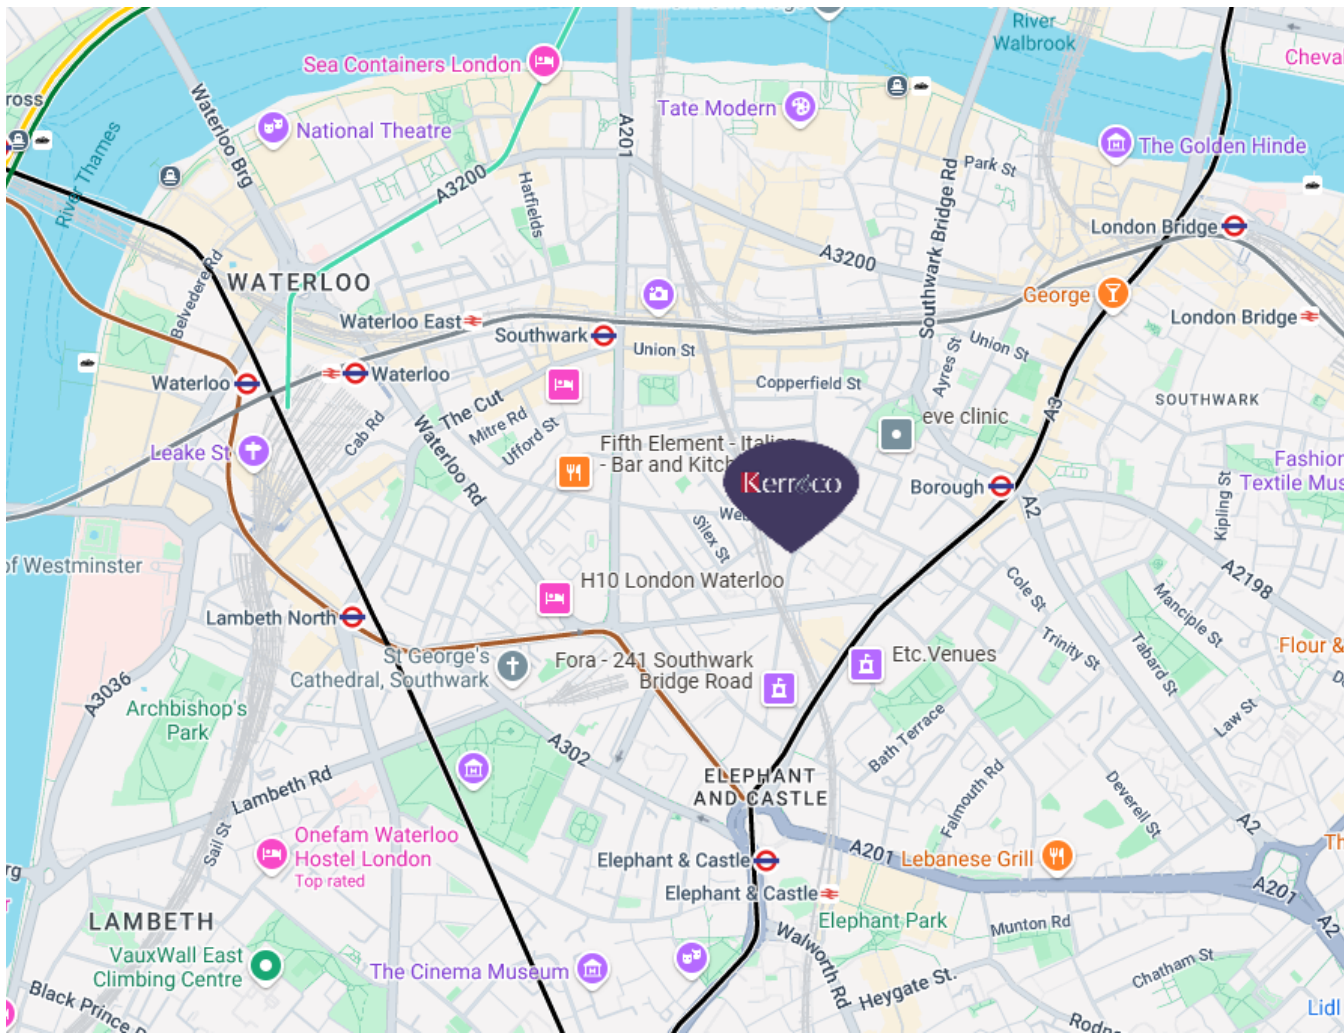 River
Walbrook
Cheva
Sea Containers London
ross
Waterloo Brg
National Theatre
Tate Modern
A201
The Golden Hinde
River Thames
A3200
Hatfields
Park St
Southwark Bridge Rd
London Bridge
A3200
Belvedere Rd
WATERLOO
George
Waterloo East
Southwark
Union St
Union St
London Bridge
Waterloo
Waterloo
Copperfield St
Ayres St
SOUTHWARK
The Cut
Mitre Rd
Ufford St
Cab Rd
Waterloo Rd
A3
eve clinic
Leake St
Fifth Element - Italian
- Bar and Kitc
Kerr&co
Borough
Fashion
Textile Mus
A2
Kipling St
We
Silex St
of Westminster
H10 London Waterloo
A2198
Cole St
Manciple St
Lambeth North
Trinity St
Tabard St
Flour &
St George's
Cathedral, Southwark
Fora - 241 Southwark
Bridge Road
Etc.Venues
A3036
Archbishop's
Park
Law St
Bath Terrace
A302
ELEPHANT
AND CASTLE
Lambeth Rd
Falmouth Rd
Deverell St
Sail St
Onefam Waterloo
Hostel London
Top rated
A2
Th
A201
Lebanese Grill
Elephant & Castle
rg
Elephant & Castle
A201
LAMBETH
Elephant Park
Munton Rd
A2
VauxWall East
Climbing Centre
The Cinema Museum
Walworth Rd
Heygate St.
Chatham St
Black Prince
Rodn
Lidl